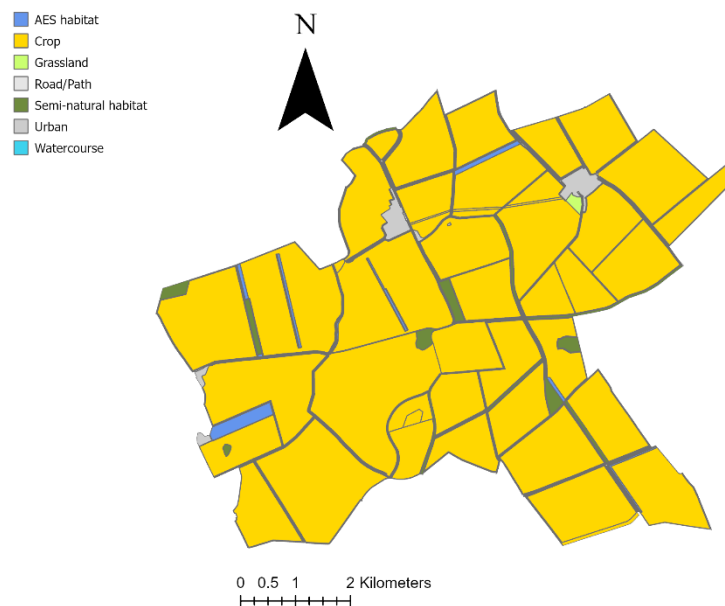 AES habitat
Crop
Grassland
Road/Path
Semi-natural habitat
Urban
Watercourse
N
0 0.5 1 2 Kilometers